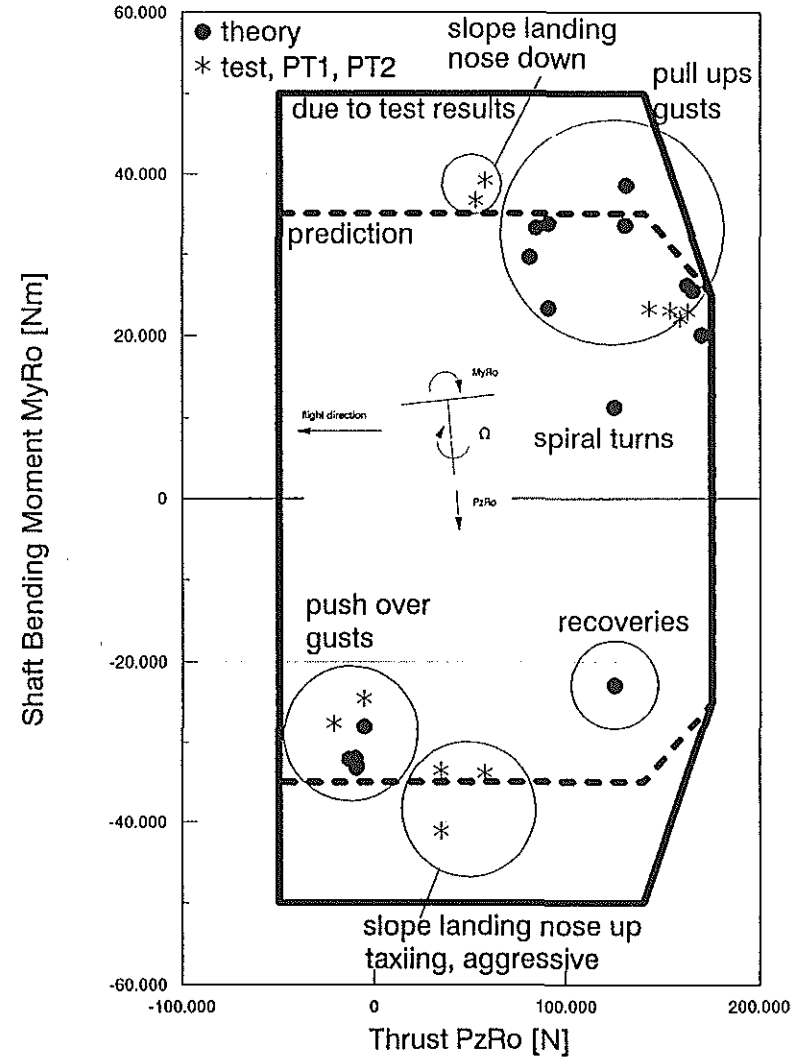 60.000
● theory
* test, PT1, PT2
slope landing
nose down
pull ups
gusts
due to test results
40.000
prediction
20.000
MyRo
flight direction
Ω
spiral turns
0
PzRo
push over
gusts
recoveries
-20.000
-40.000
slope landing nose up
taxiing, aggressive
-60.000
-100.000
0
100.000
200.000
Thrust PzRo [N]
Shaft Bending Moment MyRo [Nm]